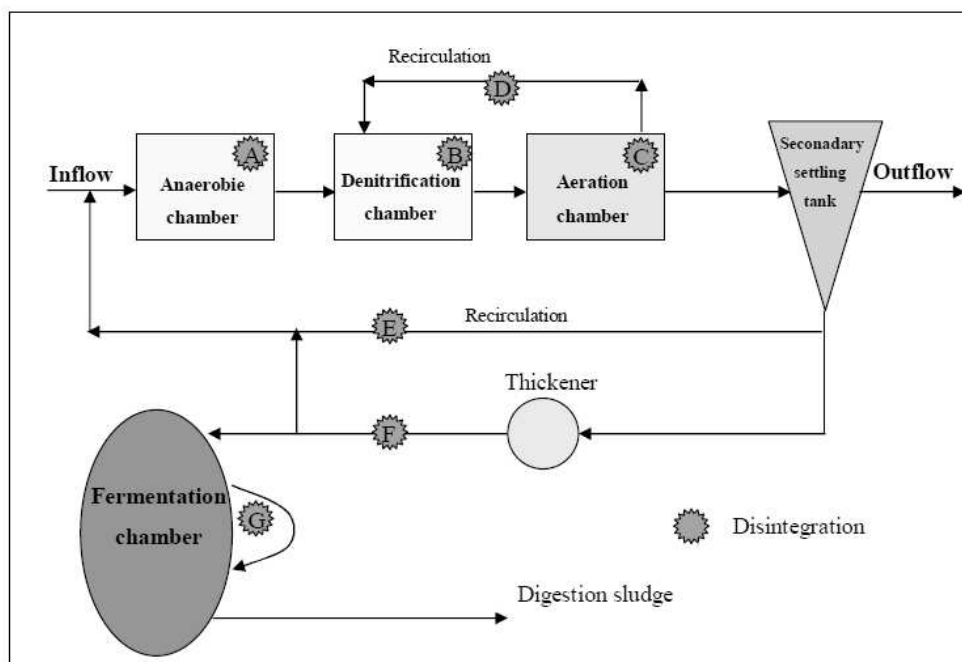 Recirculation
D
A
B
C
Inflow
Anaerobie
chamber
Denitrification
chamber
Aeration
chamber
Seconadary
settling
tank
Outflow
E
Recirculation
Thickener
F
Fermentation
chamber
G
Disintegration
Digestion sludge